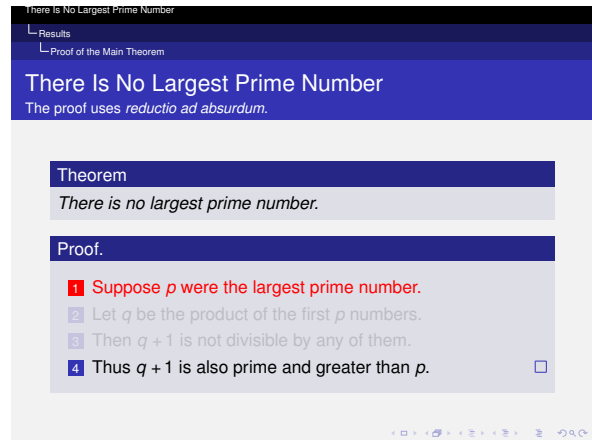 There Is No Largest Prime Number
Results
Proof of the Main Theorem
There Is No Largest Prime Number
The proof uses reductio ad absurdum.
Theorem
There is no largest prime number.
Proof.
1 Suppose p were the largest prime number.
2 Let q be the product of the first p numbers.
3 Then q + 1 is not divisible by any of them.
4 Thus q + 1 is also prime and greater than p.